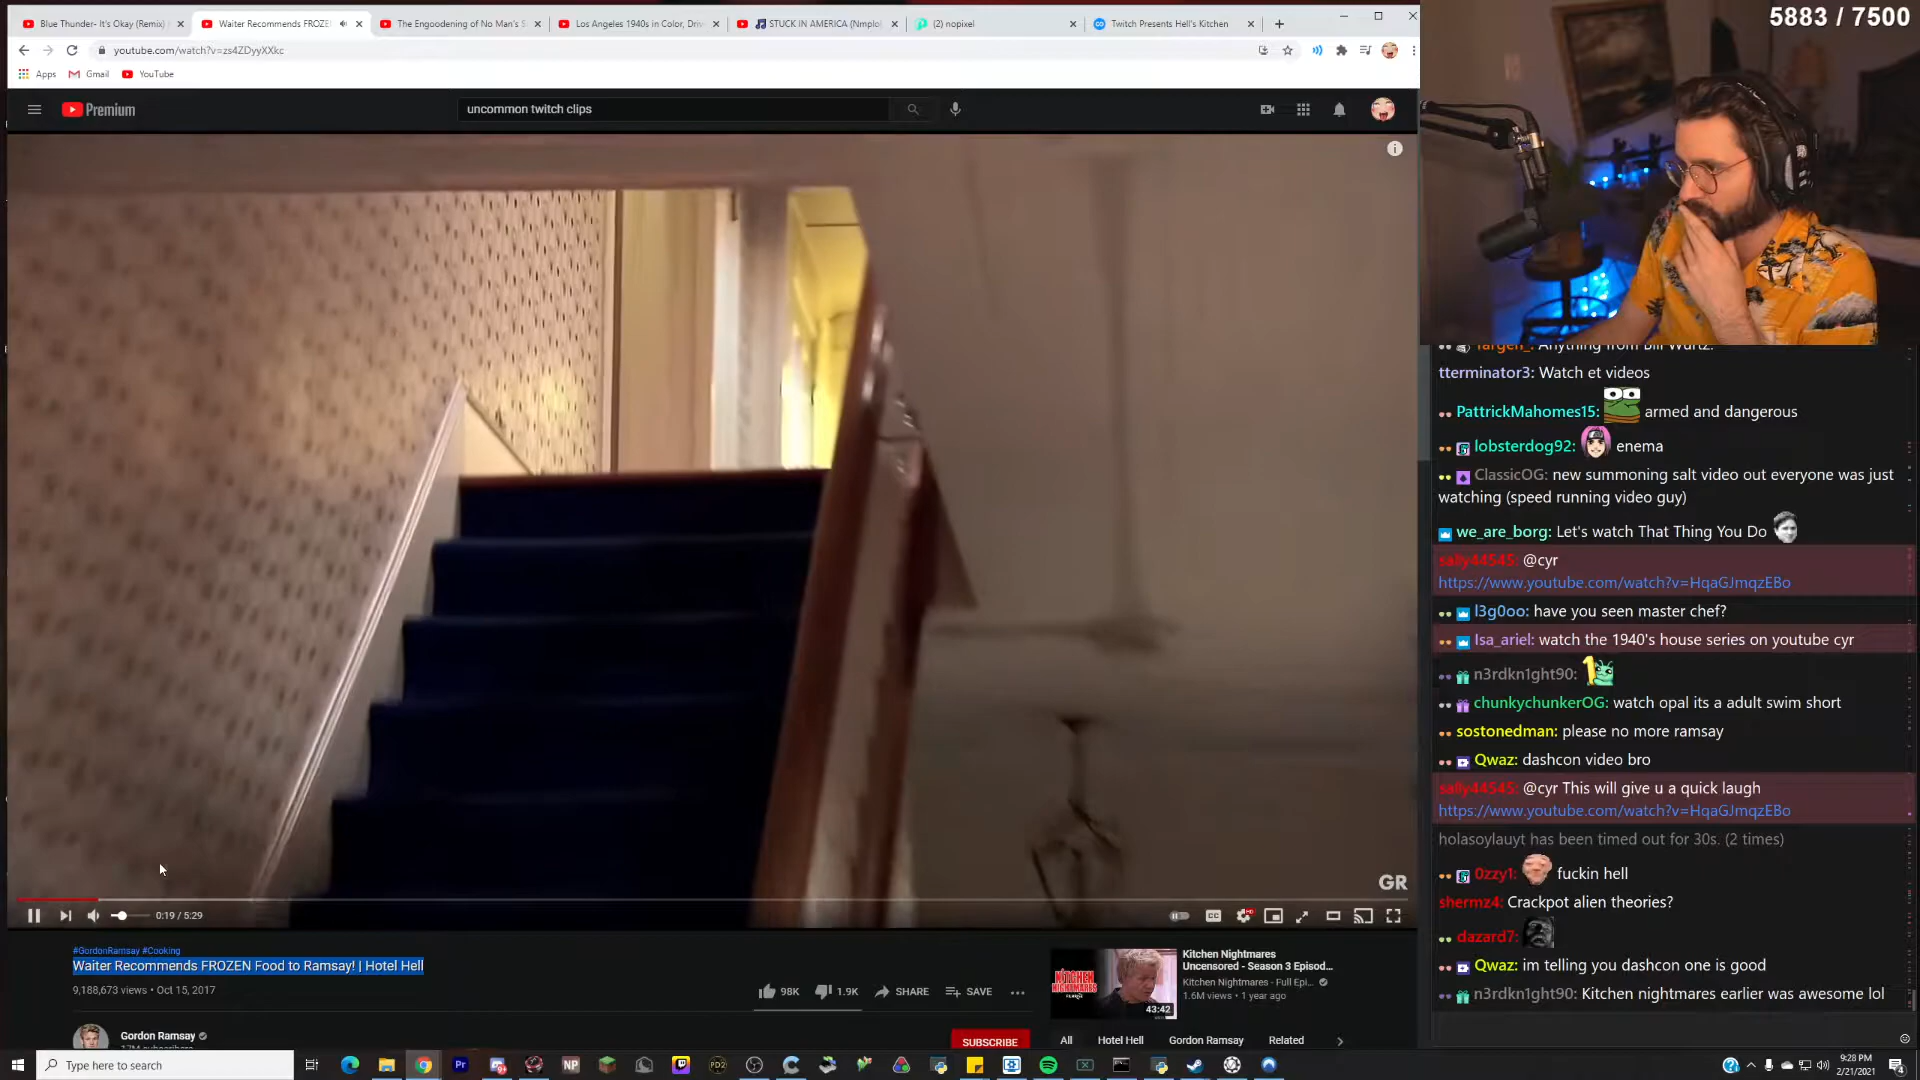 Blue Thunder- It's Okay (Remix)
Waiter Recommends FROZEN
The Engoodening of No Man's S
Los Angeles 1940s in Color, Driv
STUCK IN AMERICA (Nmplo
(2) nopixel
Twitch Presents Hell's Kitchen
5883 / 7500
youtube.com/watch?v=zs4ZDyyXXkc
Apps
Gmail
YouTube
Premium
uncommon twitch clips
GR
0:19 / 5:29
#GordonRamsay #Cooking
Waiter Recommends FROZEN Food to Ramsay! | Hotel Hell
9,188,673 views • Oct 15, 2017
98K
1.9K
SHARE
SAVE
Gordon Ramsay
SUBSCRIBE
KITCHEN
NIGHTMARES
43:42
Kitchen Nightmares
Uncensored - Season 3 Episod...
Kitchen Nightmares - Full Epi...
1.6M views • 1 year ago
All
Hotel Hell
Gordon Ramsay
Related
Anything from Bill Wurtz.
tterminator3: Watch et videos
PattrickMahomes15: armed and dangerous
lobsterdog92: enema
ClassicOG: new summoning salt video out everyone was just
watching (speed running video guy)
we_are_borg: Let's watch That Thing You Do
sally44545: @cyr
https://www.youtube.com/watch?v=HqaGJmqzEBo
l3g0oo: have you seen master chef?
Isa_ariel: watch the 1940's house series on youtube cyr
n3rdkn1ght90:
chunkychunkerOG: watch opal its a adult swim short
sostonedman: please no more ramsay
Qwaz: dashcon video bro
sally44545: @cyr This will give u a quick laugh
https://www.youtube.com/watch?v=HqaGJmqzEBo
holasoylauyt has been timed out for 30s. (2 times)
0zzy1: fuckin hell
shermz4: Crackpot alien theories?
dazard7:
Qwaz: im telling you dashcon one is good
n3rdkn1ght90: Kitchen nightmares earlier was awesome lol
Type here to search
9:28 PM
2/21/2021